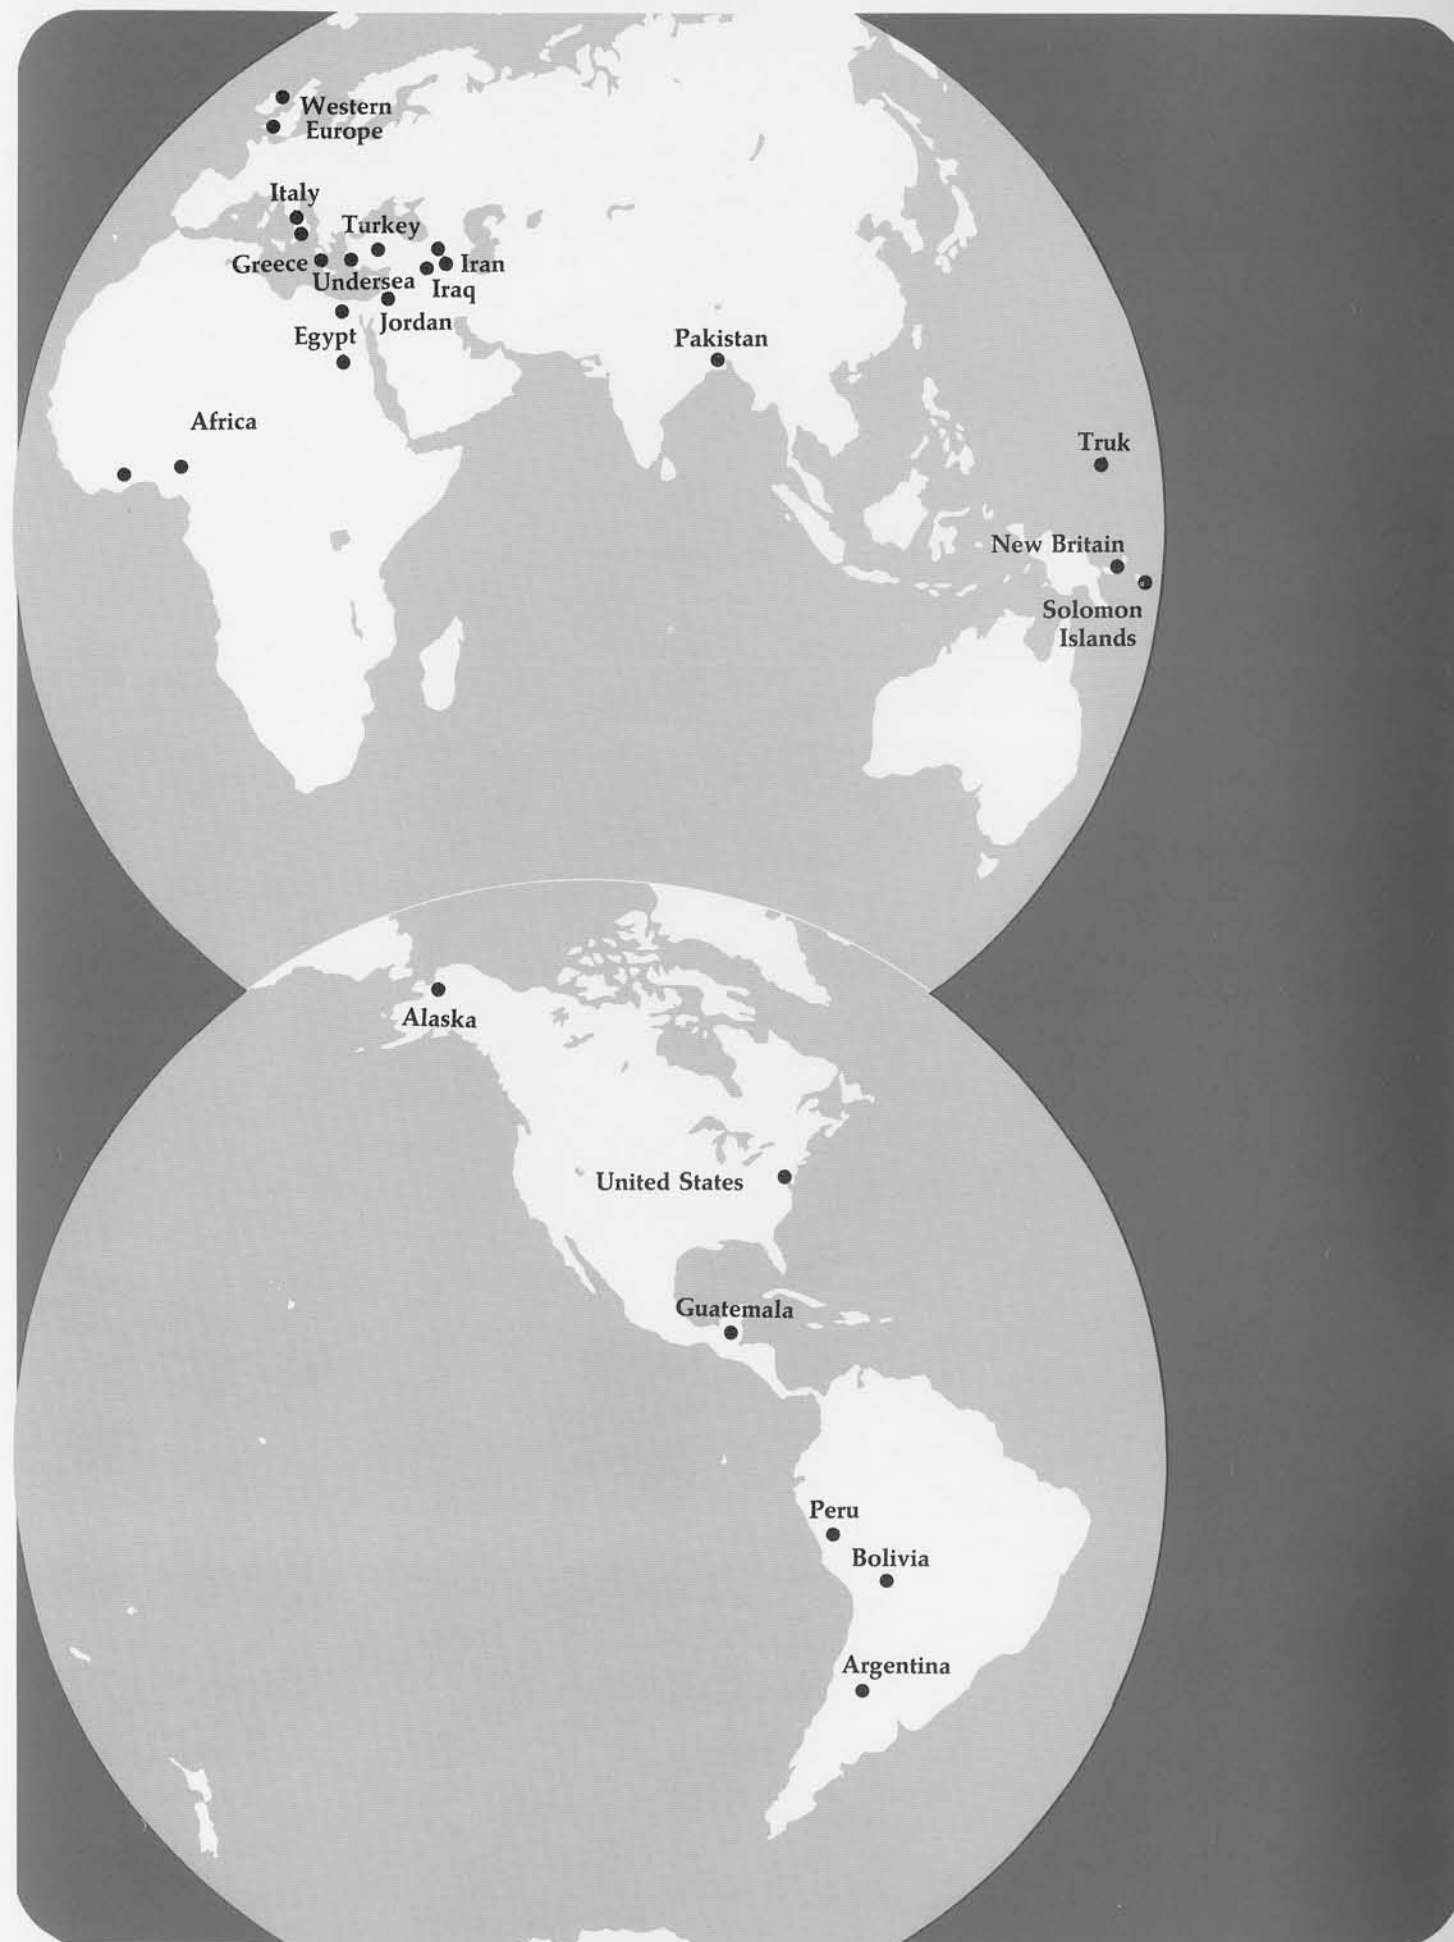 Western
Europe
Italy
Turkey
Greece
Undersea
Iran
Iraq
Jordan
Egypt
Pakistan
Africa
Truk
New Britain
Solomon
Islands
Alaska
United States
Guatemala
Peru
Bolivia
Argentina